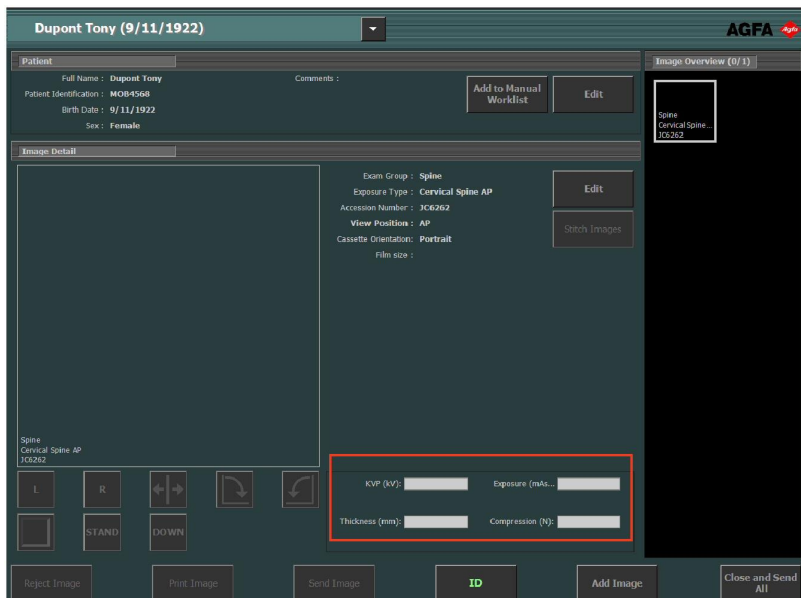 Dupont Tony (9/11/1922)
AGFA
Agfa
Patient
Full Name : Dupont Tony
Comments :
Patient Identification : MOB4568
Birth Date : 9/11/1922
Sex : Female
Add to Manual
Worklist
Edit
Image Overview (0/1)
Spine
Cervical Spine...
JC6262
Image Detail
Exam Group : Spine
Exposure Type : Cervical Spine AP
Accession Number : JC6262
View Position : AP
Cassette Orientation: Portrait
Film size :
Edit
Stitch Images
Spine
Cervical Spine AP
JC6262
L
R
STAND
DOWN
KVP (kV):
Exposure (mAs...
Thickness (mm):
Compression (N):
Reject Image
Print Image
Send Image
ID
Add Image
Close and Send
All